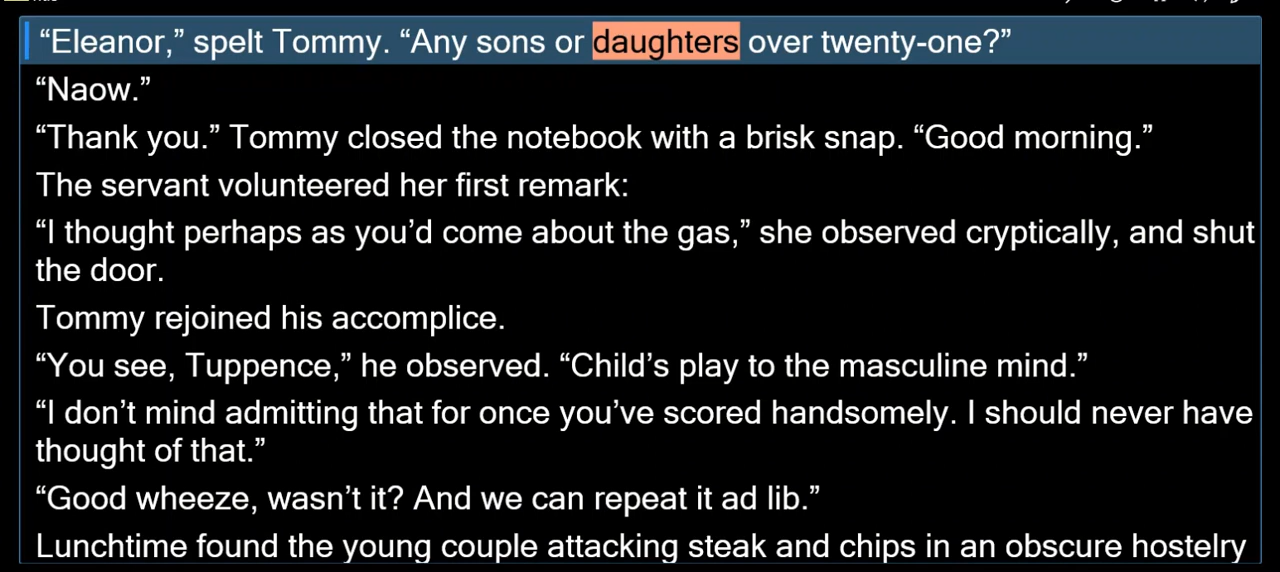 “Eleanor,” spelt Tommy. “Any sons or daughters over twenty-one?”
“Naow.”
“Thank you.” Tommy closed the notebook with a brisk snap. “Good morning.”
The servant volunteered her first remark:
“I thought perhaps as you’d come about the gas,” she observed cryptically, and shut
the door.
Tommy rejoined his accomplice.
“You see, Tuppence,” he observed. “Child’s play to the masculine mind.”
“I don’t mind admitting that for once you’ve scored handsomely. I should never have
thought of that.”
“Good wheeze, wasn’t it? And we can repeat it ad lib.”
Lunchtime found the young couple attacking steak and chips in an obscure hostelry